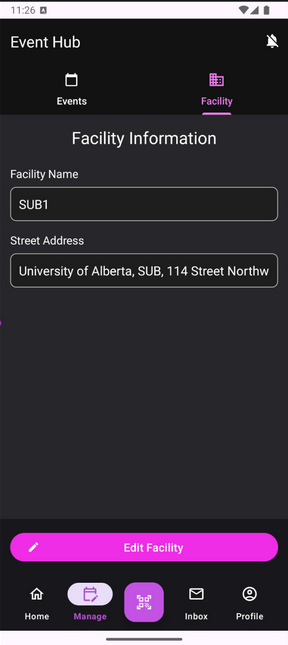 11:26
Event Hub
Events
Facility
Facility Information
Facility Name
SUB1
Street Address
University of Alberta, SUB, 114 Street Northw
Edit Facility
Home
Manage
Inbox
Profile